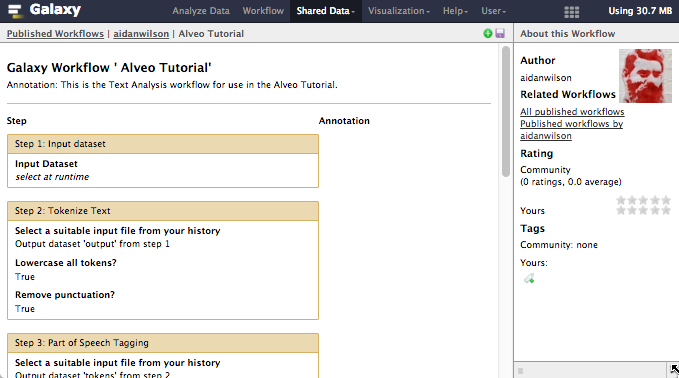 Galaxy
Analyze Data Workflow Shared Data Visualization Help User Using 30.7 MB
Published Workflows | aidanwilson | Alveo Tutorial
Galaxy Workflow ' Alveo Tutorial'
Annotation: This is the Text Analysis workflow for use in the Alveo Tutorial.
Step Annotation
Step 1: Input dataset
Input Dataset
select at runtime
Step 2: Tokenize Text
Select a suitable input file from your history
Output dataset 'output' from step 1
Lowercase all tokens?
True
Remove punctuation?
True
Step 3: Part of Speech Tagging
Select a suitable input file from your history
Output dataset 'tokens' from step 2
About this Workflow
Author
aidanwilson
Related Workflows
All published workflows
Published workflows by
aidanwilson
Rating
Community
(0 ratings, 0.0 average)
Yours
Tags
Community: none
Yours: